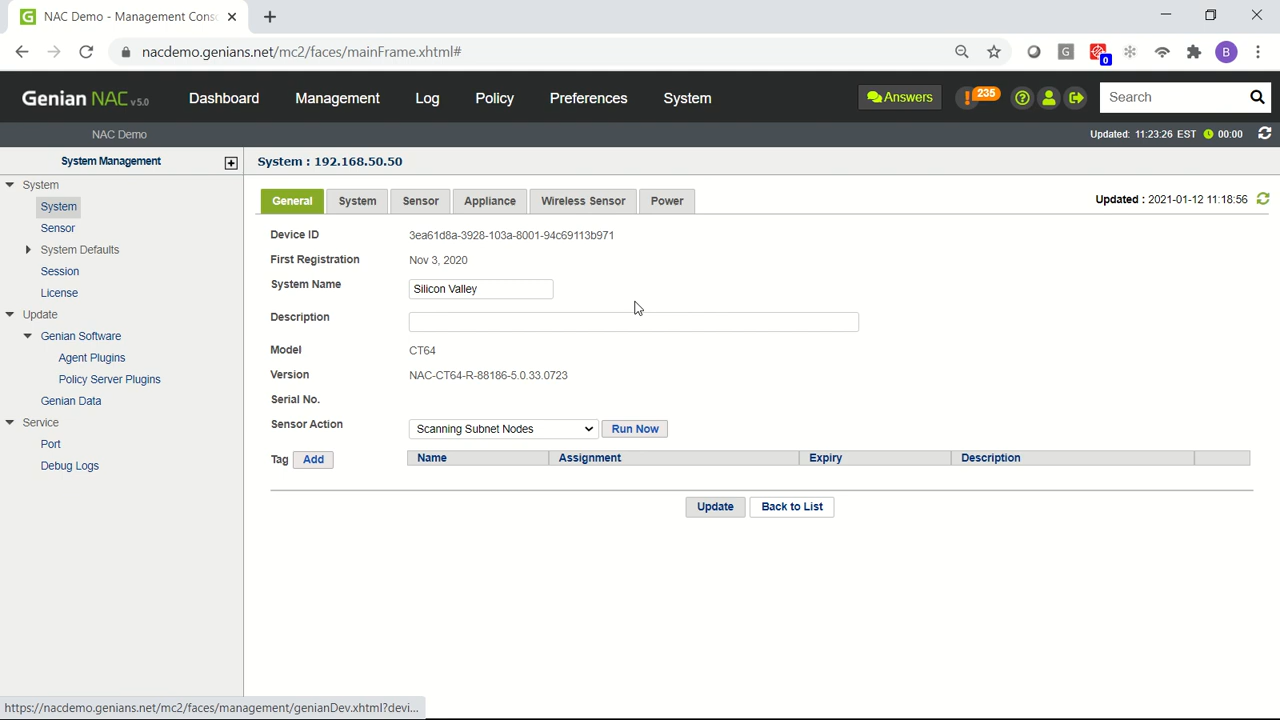 NAC Demo - Management Cons
nacdemo.genians.net/mc2/faces/mainFrame.xhtml#
G
0
B
Genian NAC v5.0
Dashboard
Management
Log
Policy
Preferences
System
Answers
235
Search
NAC Demo
Updated: 11:23:26 EST
00:00
System Management
System : 192.168.50.50
System
System
Sensor
System Defaults
Session
License
Update
Genian Software
Agent Plugins
Policy Server Plugins
Genian Data
Service
Port
Debug Logs
General
System
Sensor
Appliance
Wireless Sensor
Power
Updated : 2021-01-12 11:18:56
Device ID 3ea61d8a-3928-103a-8001-94c69113b971
First Registration Nov 3, 2020
System Name Silicon Valley
Description
Model CT64
Version NAC-CT64-R-88186-5.0.33.0723
Serial No.
Sensor Action Scanning Subnet Nodes Run Now
Tag Add Name Assignment Expiry Description
Update Back to List
https://nacdemo.genians.net/mc2/faces/management/genianDev.xhtml?devi...